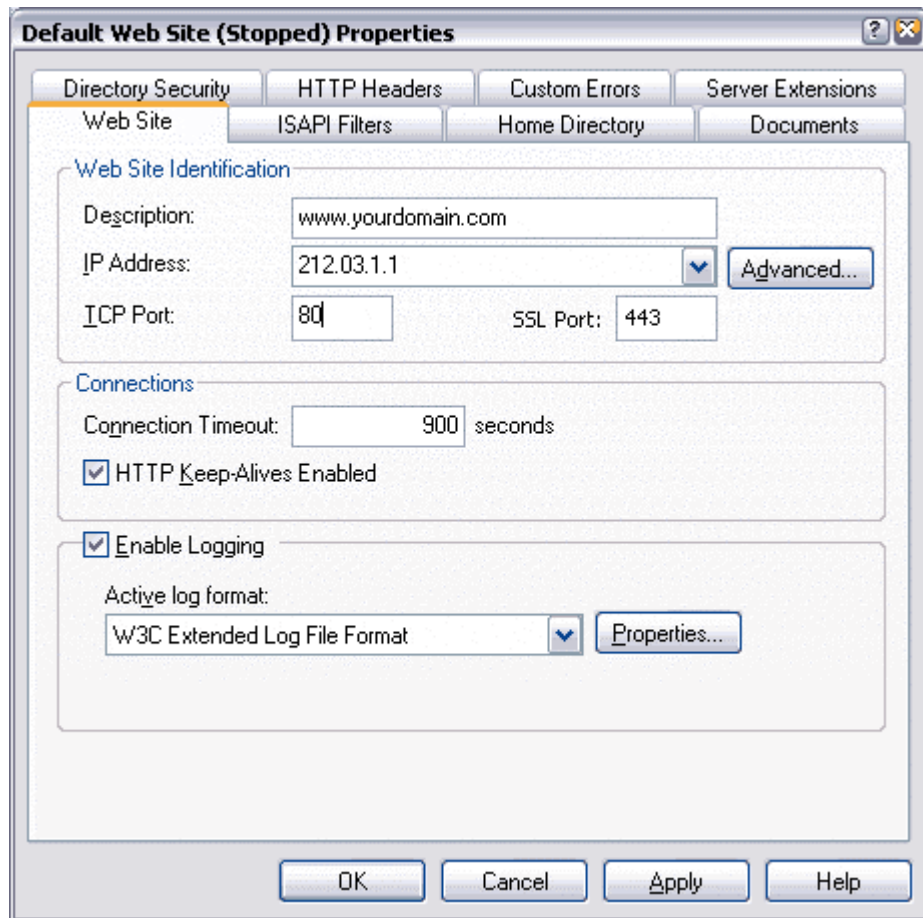 Default Web Site (Stopped) Properties ?
Directory Security HTTP Headers Custom Errors Server Extensions
Web Site ISAPI Filters Home Directory Documents
Web Site Identification
Description: www.yourdomain.com
IP Address: 212.03.1.1 Advanced...
TCP Port: 80 SSL Port: 443
Connections
Connection Timeout: 900 seconds
HTTP Keep-Alives Enabled
Enable Logging
Active log format:
W3C Extended Log File Format Properties...
OK Cancel Apply Help